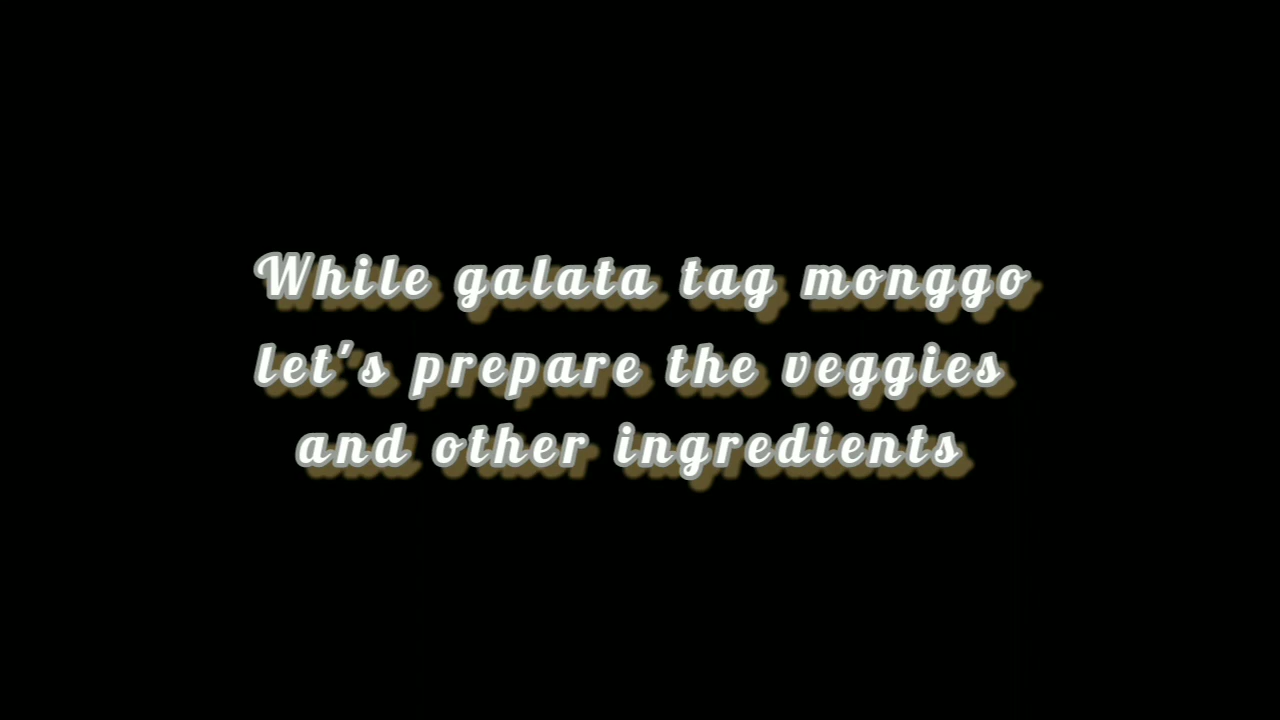 While galata tag monggo
let's prepare the veggies
and other ingredients